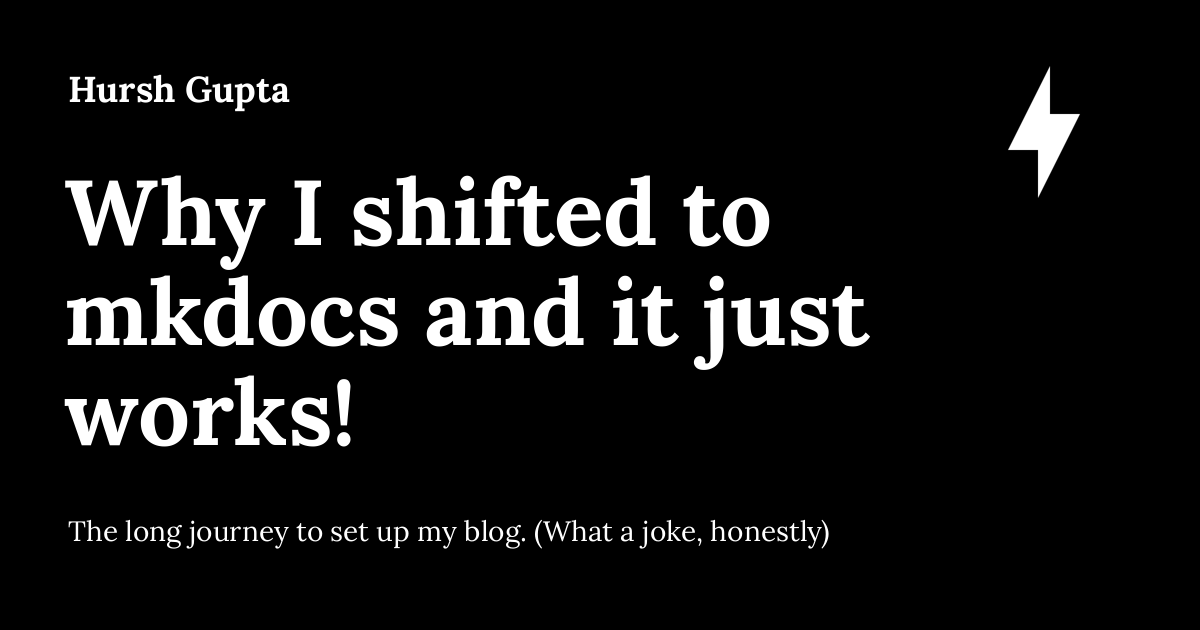 Hursh Gupta
Why I shifted to
mkdocs and it just
works!
The long journey to set up my blog. (What a joke, honestly)